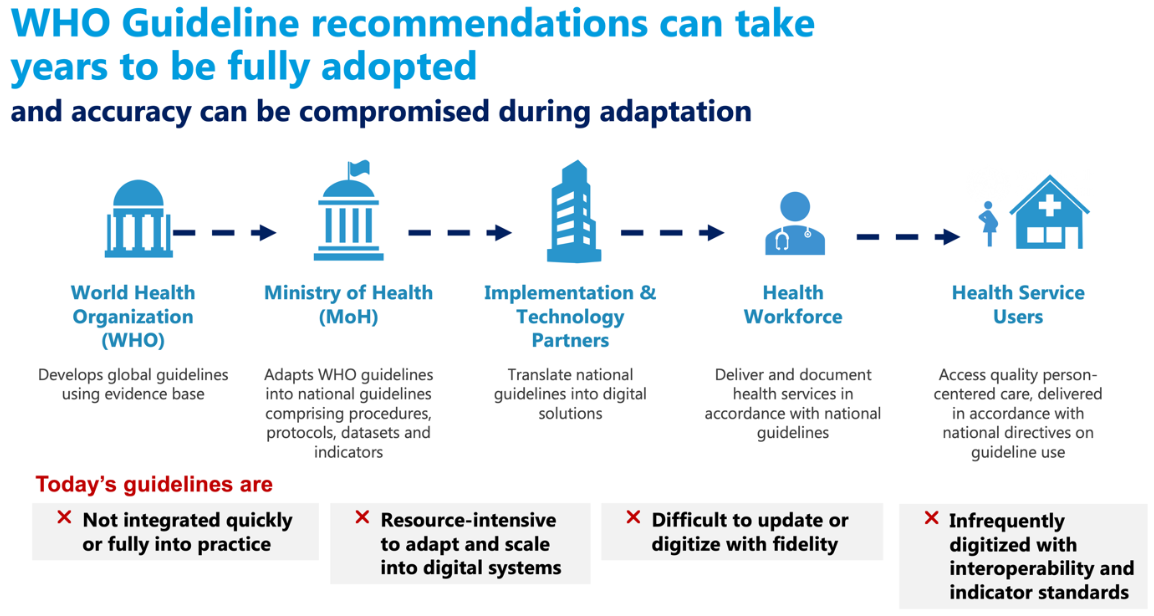 WHO Guideline recommendations can take
years to be fully adopted
and accuracy can be compromised during adaptation
World Health
Organization
(WHO)
Develops global guidelines
using evidence base
Ministry of Health
(MoH)
Adapts WHO guidelines
into national guidelines
comprising procedures,
protocols, datasets and
indicators
Implementation &
Technology
Partners
Translate national
guidelines into digital
solutions
Health
Workforce
Deliver and document
health services in
accordance with national
guidelines
Health Service
Users
Access quality person-
centered care, delivered
in accordance with
national directives on
guideline use
Today's guidelines are
Not integrated quickly
or fully into practice
Resource-intensive
to adapt and scale
into digital systems
Difficult to update or
digitize with fidelity
Infrequently
digitized with
interoperability and
indicator standards